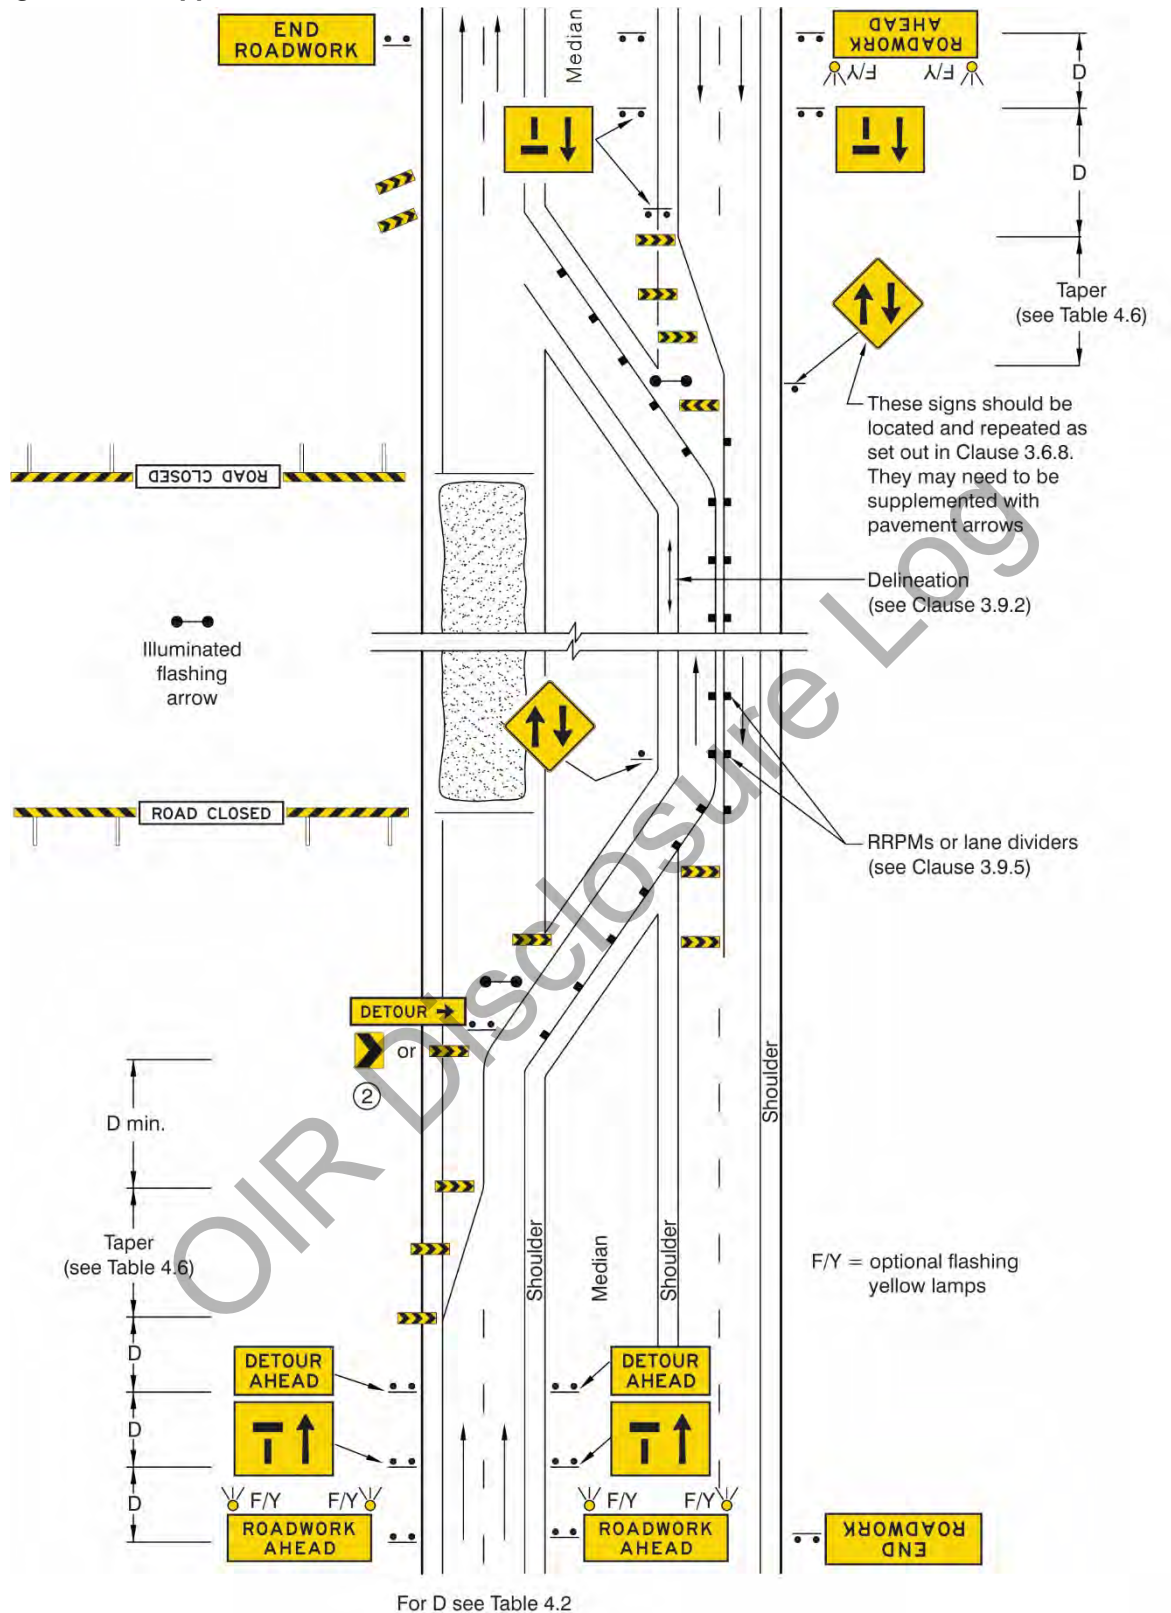 END
ROADWORK
Median
ROADWORK
AHEAD
F/Y F/Y
D
D
Taper
(see Table 4.6)
These signs should be
located and repeated as
set out in Clause 3.6.8.
They may need to be
supplemented with
pavement arrows
ROAD CLOSED
Delineation
(see Clause 3.9.2)
Illuminated
flashing
arrow
ROAD CLOSED
RRPMs or lane dividers
(see Clause 3.9.5)
DETOUR
or
2
Shoulder
D min.
Taper
(see Table 4.6)
Shoulder
Median
Shoulder
F/Y = optional flashing
yellow lamps
D
DETOUR
AHEAD
DETOUR
AHEAD
D
D
F/Y F/Y
F/Y F/Y
ROADWORK
AHEAD
ROADWORK
AHEAD
END
ROADWORK
For D see Table 4.2
OIR Disclosure Log